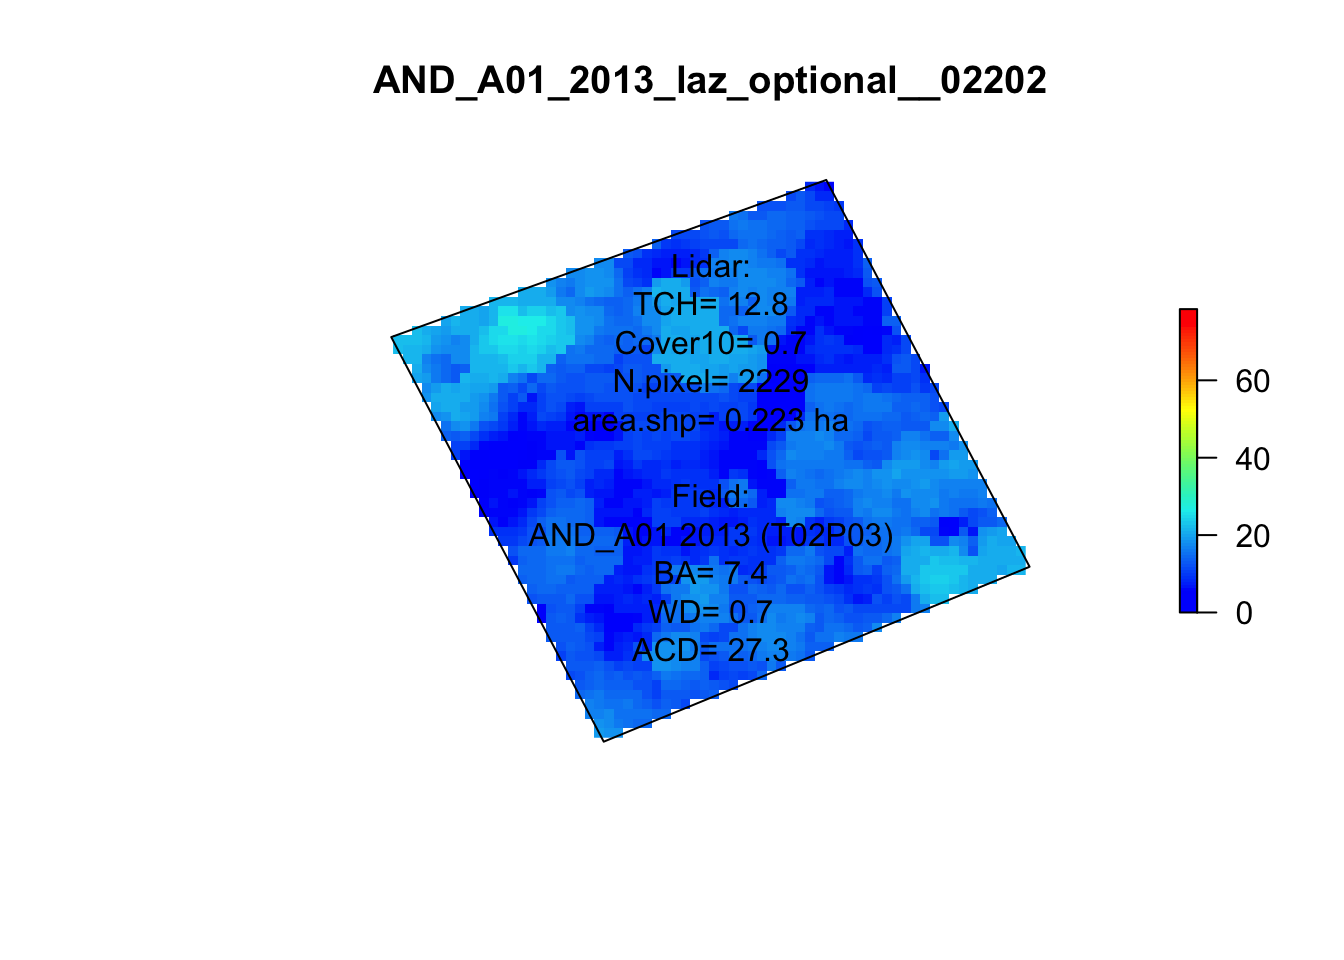 AND_A01_2013_laz_optional__02202
Lidar:
TCH= 12.8
Cover10= 0.7
N.pixel= 2229
area.shp= 0.223 ha
Field:
AND_A01 2013 (T02P03)
BA= 7.4
WD= 0.7
ACD= 27.3
60
40
20
0